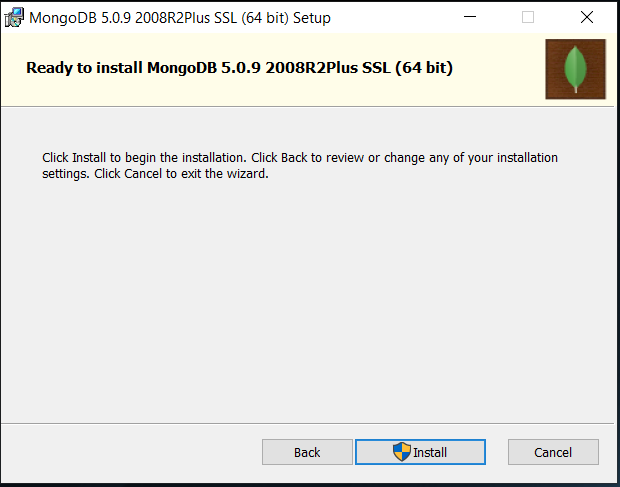 MongoDB 5.0.9 2008R2Plus SSL (64 bit) Setup
Ready to install MongoDB 5.0.9 2008R2Plus SSL (64 bit)
Click Install to begin the installation. Click Back to review or change any of your installation
settings. Click Cancel to exit the wizard.
Back
Install
Cancel